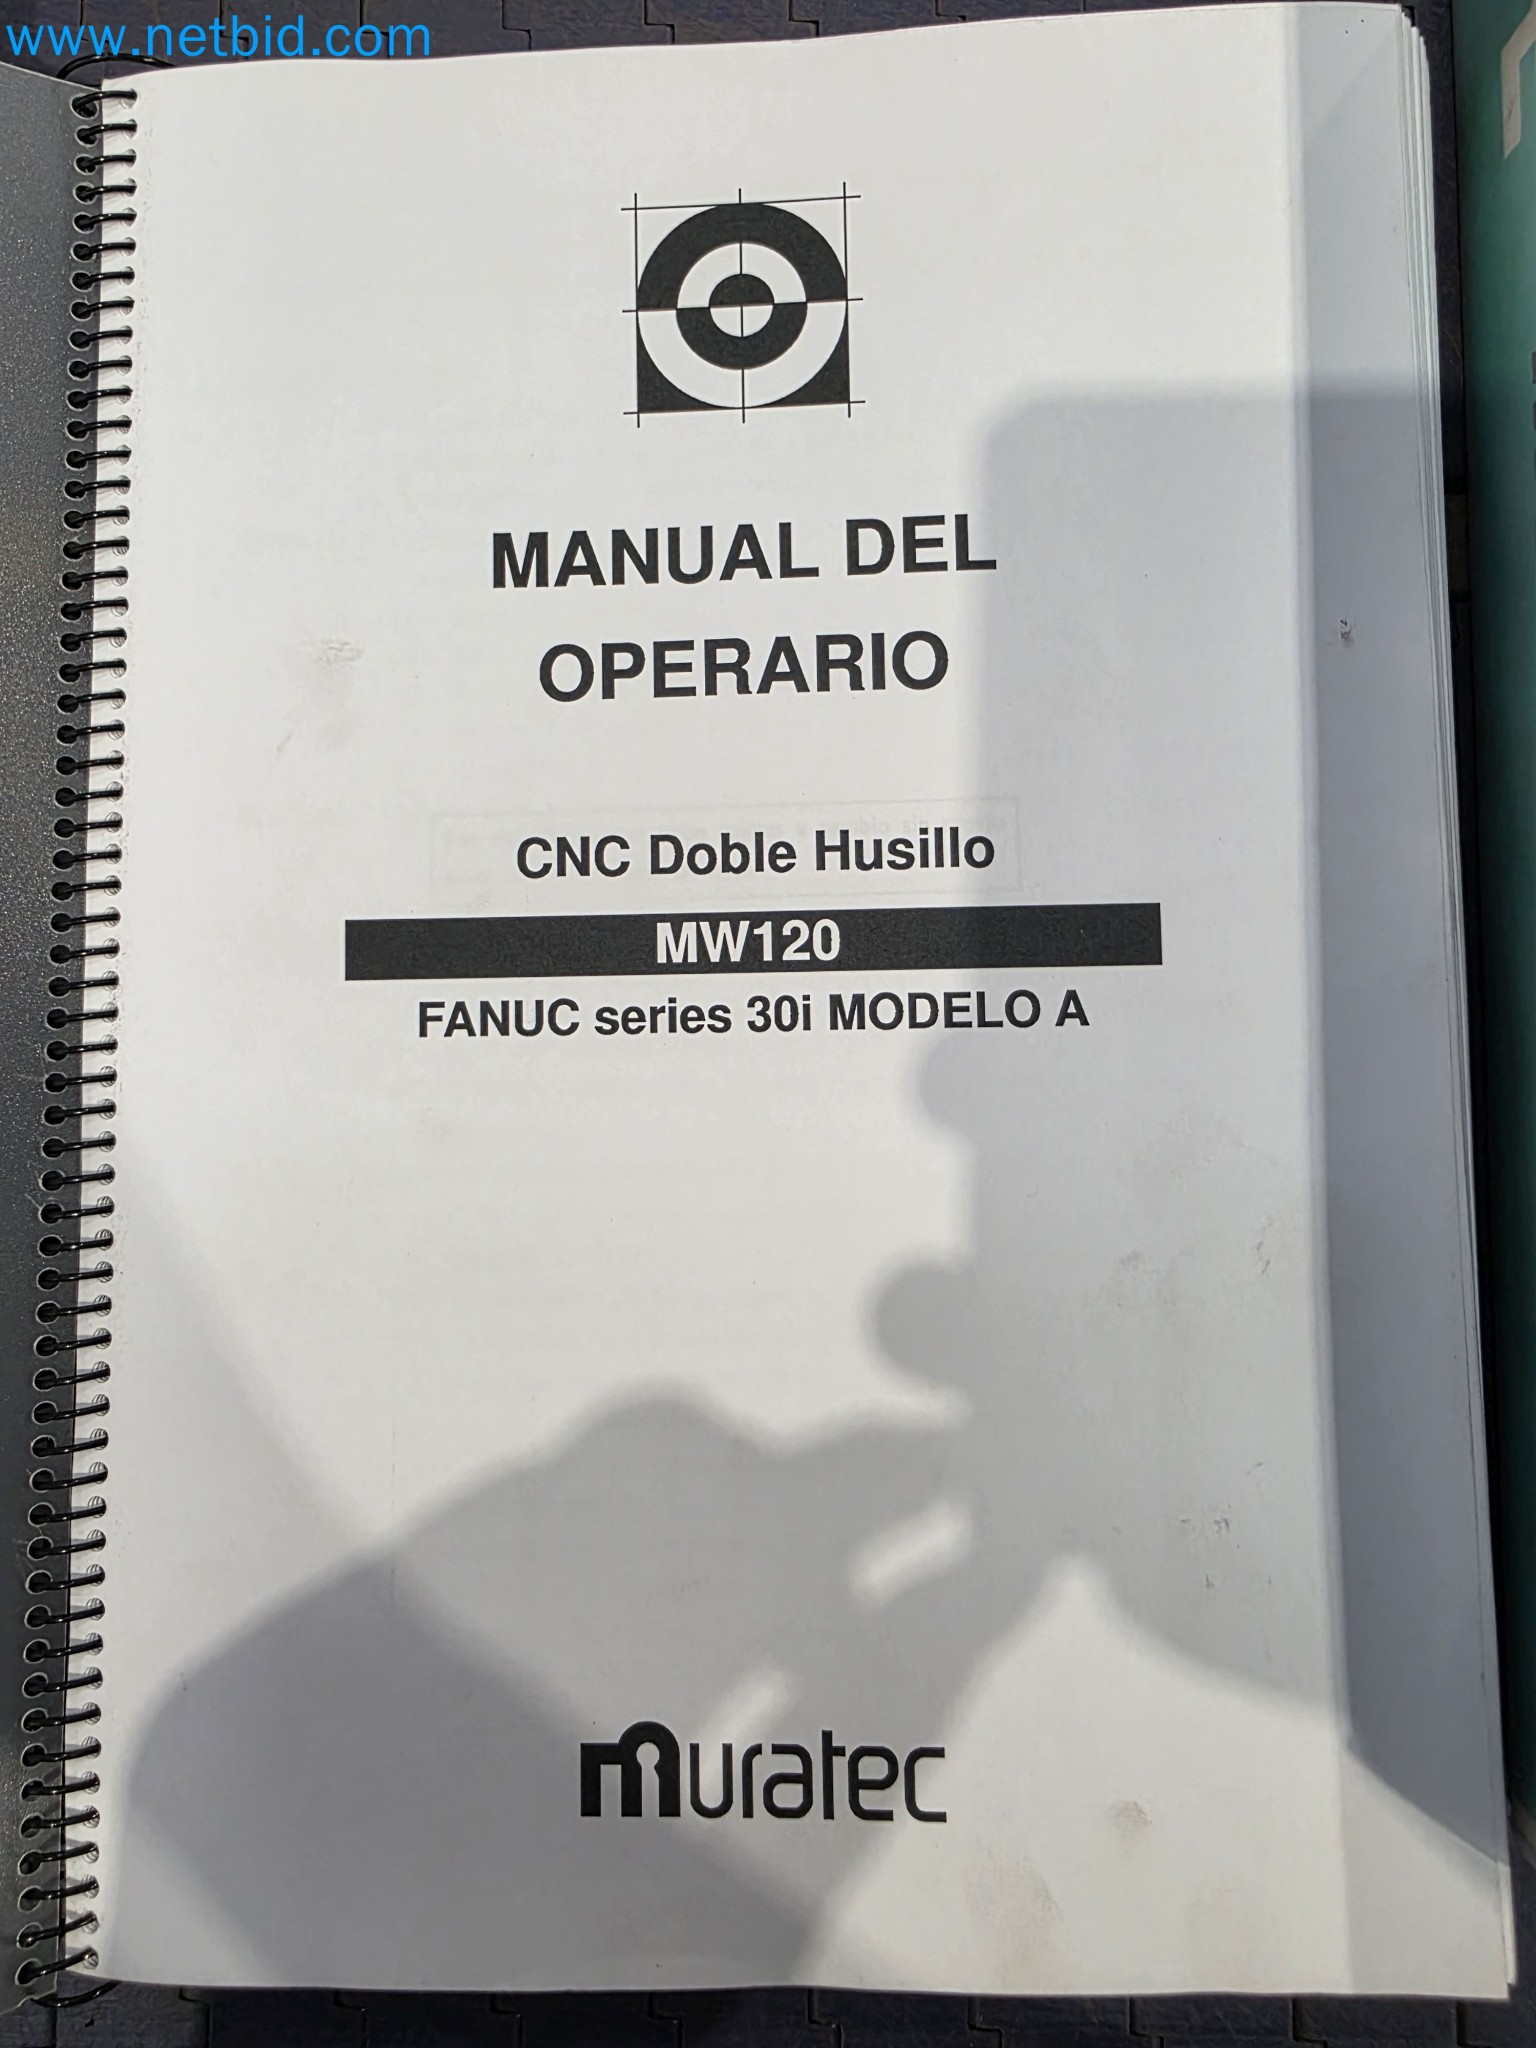 www.netbid.com
MANUAL DEL
OPERARIO
CNC Doble Husillo
MW120
FANUC series 30i MODELO A
muratec